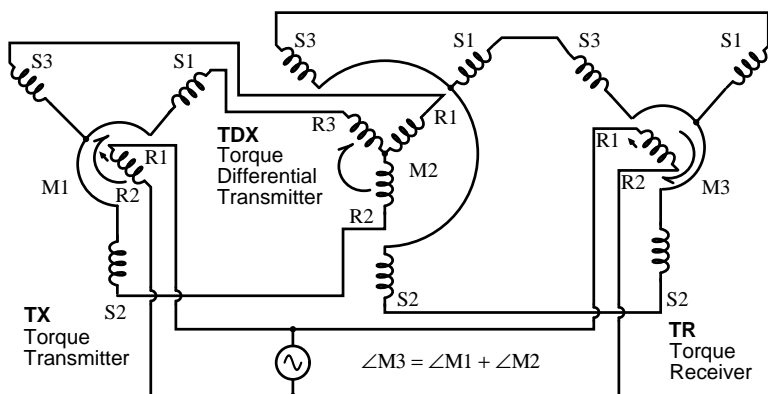 S3
S1
S3
S1
S3
S1
R3
R1
TDX
Torque
Differential
Transmitter
R1
R1
M1
R2
M2
R2
M3
R2
S2
S2
S2
TX
Torque
Transmitter
TR
Torque
Receiver
∠M3 = ∠M1 + ∠M2